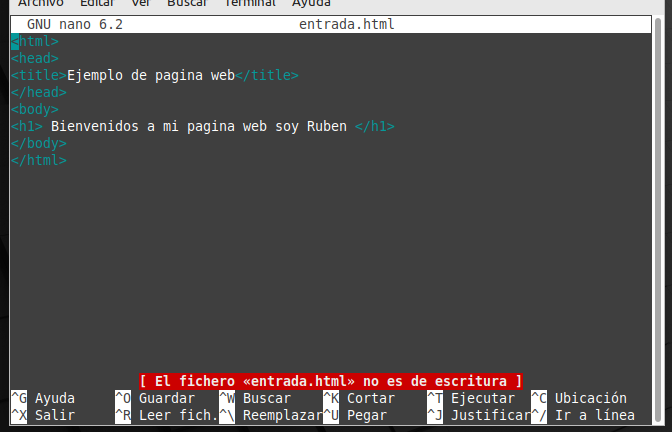 Archivo Editar Ver Buscar Terminal Ayuda
GNU nano 6.2 entrada.html
<html>
<head>
<title>Ejemplo de pagina web</title>
</head>
<body>
<h1> Bienvenidos a mi pagina web soy Ruben </h1>
</body>
</html>
[ El fichero «entrada.html» no es de escritura ]
^G Ayuda ^O Guardar ^W Buscar ^K Cortar ^T Ejecutar ^C Ubicación
^X Salir ^R Leer fich. ^\ Reemplazar ^U Pegar ^J Justificar ^/ Ir a línea